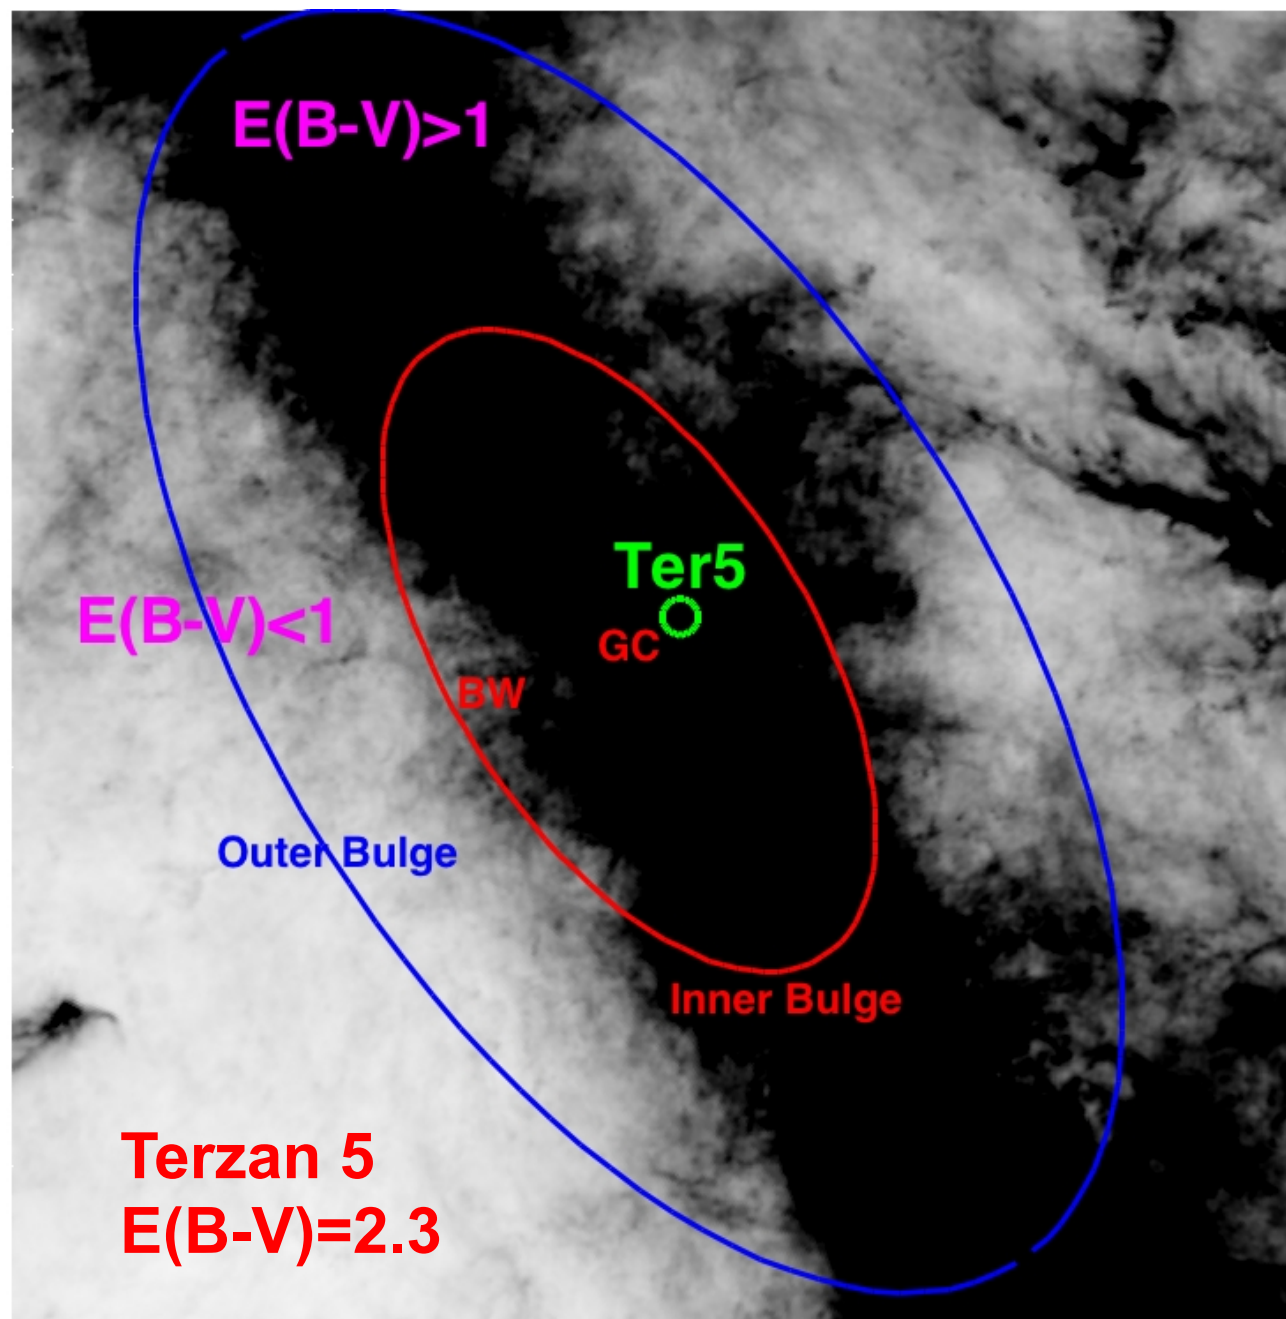 E(B-V)>1
Ter5
E(B-V)<1
GC
BW
Outer Bulge
Inner Bulge
Terzan 5
E(B-V)=2.3